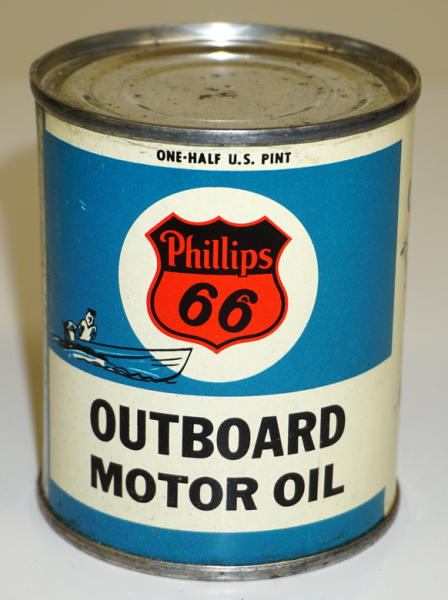 ONE-HALF U.S. PINT
Phillips
66
OUTBOARD
MOTOR OIL